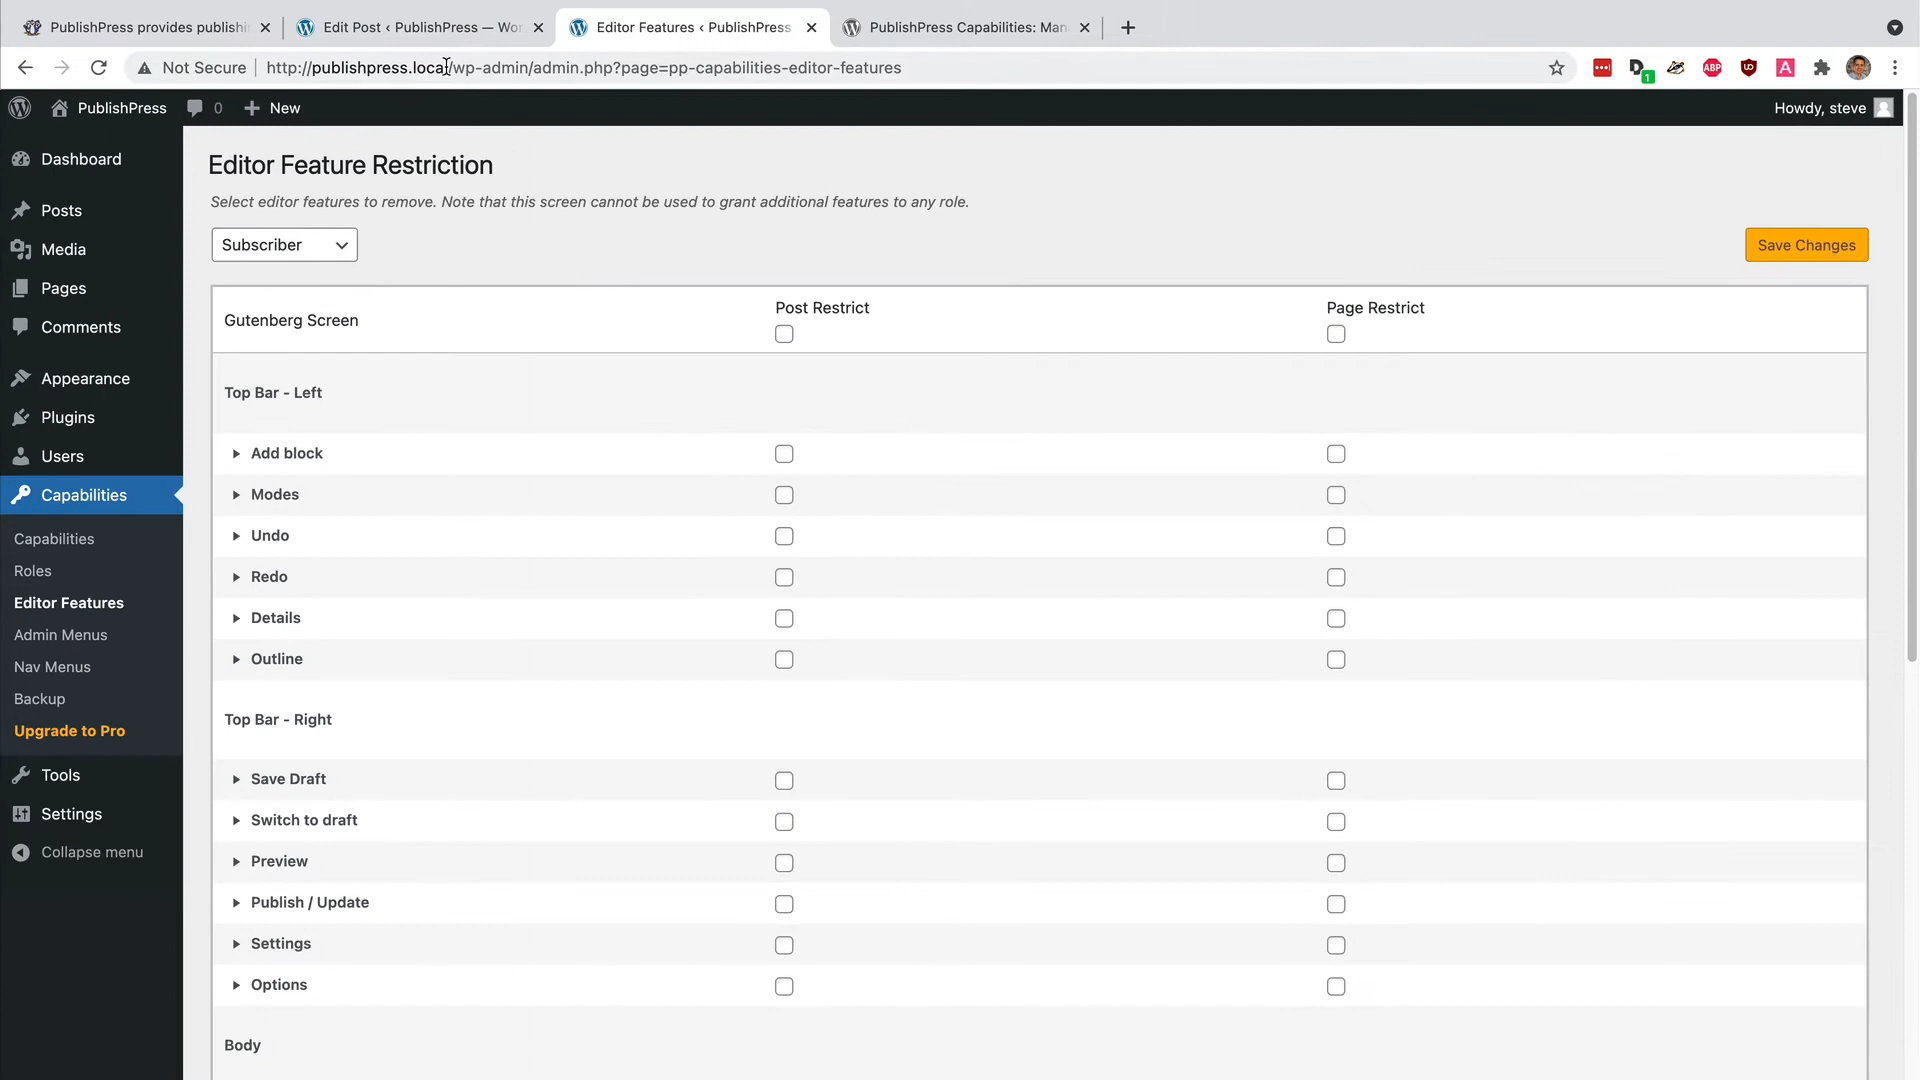 PublishPress provides publishi
Edit Post ‹ PublishPress — Wor
Editor Features ‹ PublishPress
PublishPress Capabilities: Man
Not Secure
http://publishpress.local/wp-admin/admin.php?page=pp-capabilities-editor-features
1
ABP
A
PublishPress
0
New
Howdy, steve
Dashboard
Posts
Media
Pages
Comments
Appearance
Plugins
Users
Capabilities
Capabilities
Roles
Editor Features
Admin Menus
Nav Menus
Backup
Upgrade to Pro
Tools
Settings
Collapse menu
Editor Feature Restriction
Select editor features to remove. Note that this screen cannot be used to grant additional features to any role.
Subscriber
Save Changes
Gutenberg Screen
Post Restrict
Page Restrict
Top Bar - Left
Add block
Modes
Undo
Redo
Details
Outline
Top Bar - Right
Save Draft
Switch to draft
Preview
Publish / Update
Settings
Options
Body